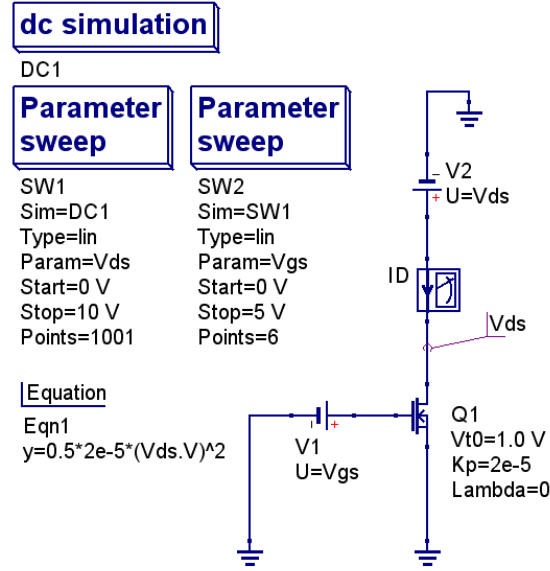 dc simulation
DC1
Parameter
sweep
SW1
Sim=DC1
Type=lin
Param=Vds
Start=0 V
Stop=10 V
Points=1001
Parameter
sweep
SW2
Sim=SW1
Type=lin
Param=Vgs
Start=0 V
Stop=5 V
Points=6
Equation
Eqn1
y=0.5*2e-5*(Vds.V)^2
V2
U=Vds
ID
Vds
V1
U=Vgs
Q1
Vt0=1.0 V
Kp=2e-5
Lambda=0